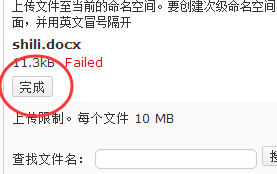 上传文件至当前的命名空间。要创建次级命名空间
面，并用英文冒号隔开
shili.docx
11.3kB Failed
完成
上传限制。每个文件 10 MB
查找文件名：